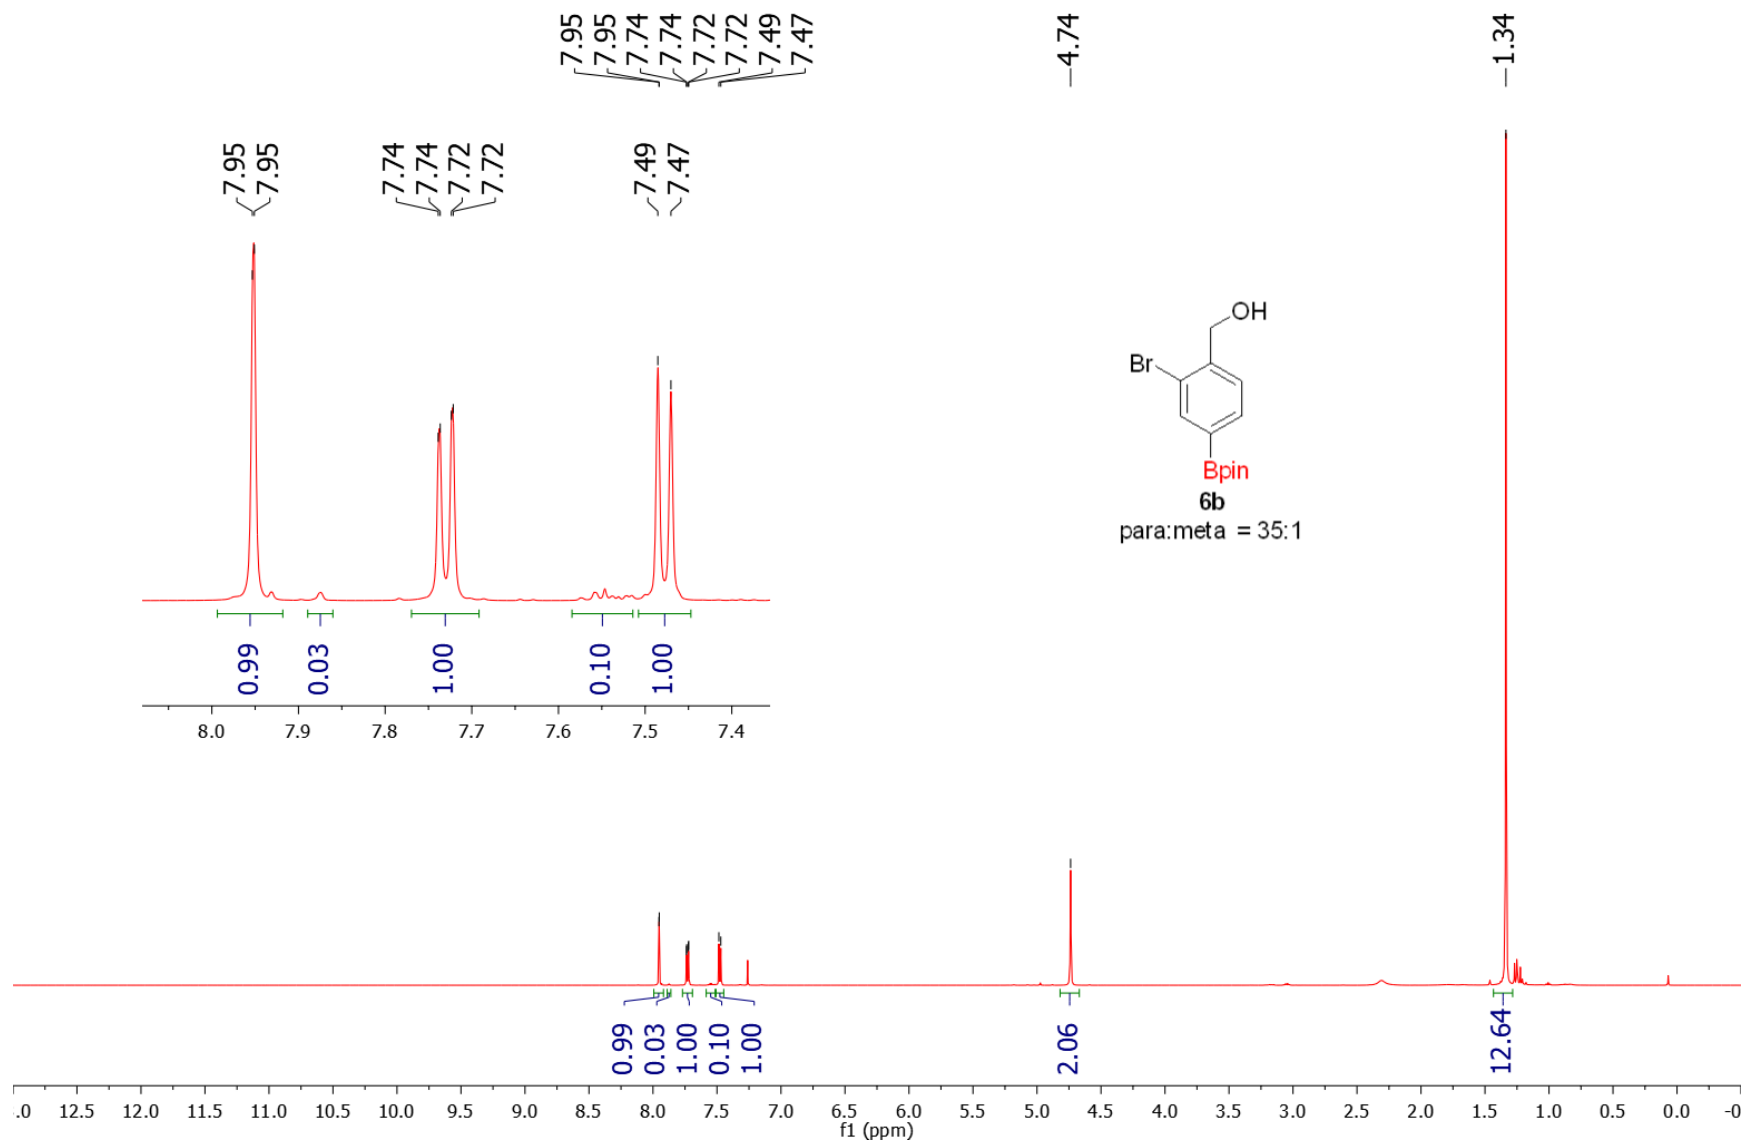 7.95 7.95 7.74 7.74 7.72 7.72 7.49 7.47
4.74
1.34
7.95 7.95 7.74 7.74 7.72 7.72 7.49 7.47
OH
Br
Bpin
6b
para:meta = 35:1
0.99 0.03 1.00 0.10 1.00
8.0 7.9 7.8 7.7 7.6 7.5 7.4
0.99 0.03 1.00 0.10 1.00 2.06 12.64
.0 12.5 12.0 11.5 11.0 10.5 10.0 9.5 9.0 8.5 8.0 7.5 7.0 6.5 6.0 5.5 5.0 4.5 4.0 3.5 3.0 2.5 2.0 1.5 1.0 0.5 0.0 -0
f1 (ppm)